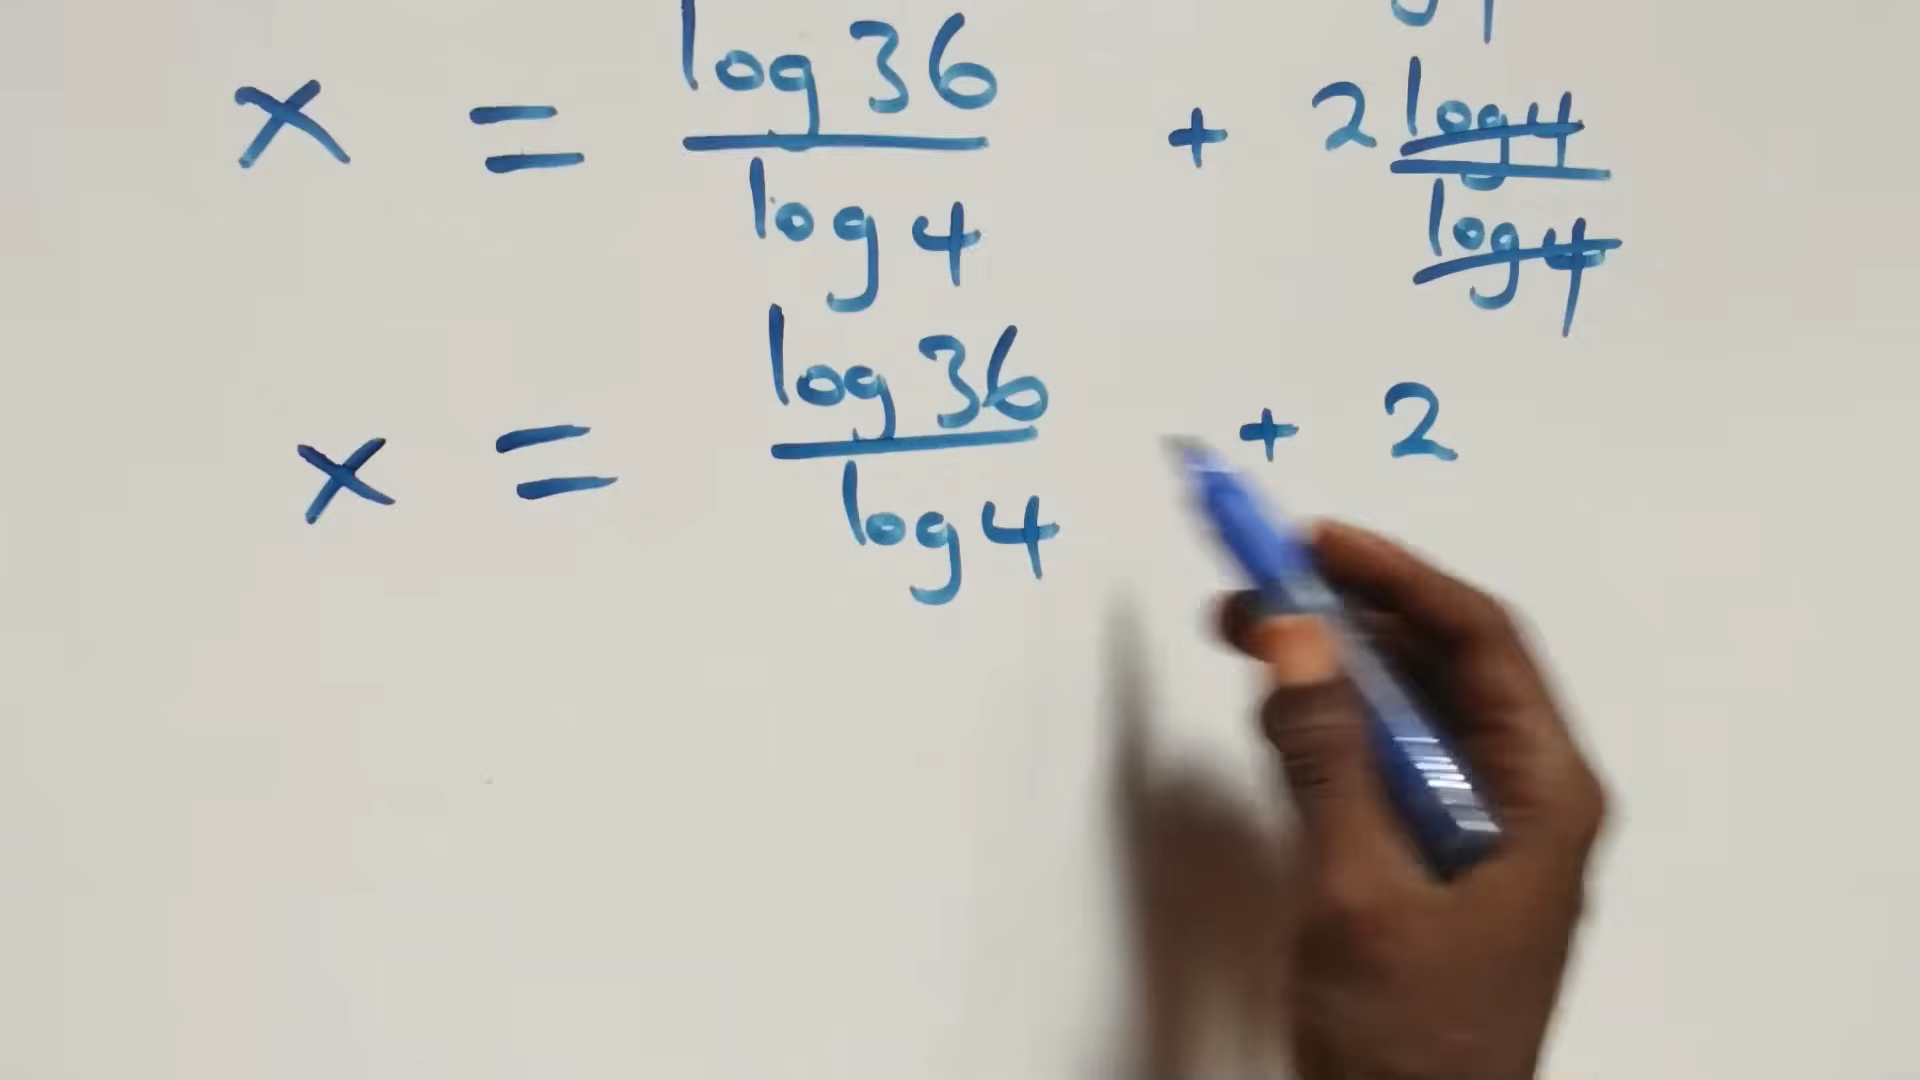 x = log 36 / log 4 + 2 log 4 / log 4
x = log 36 / log 4 + 2